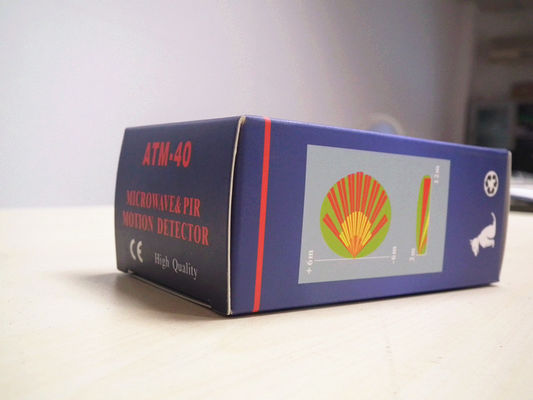 ATM-40
MICROWAVE&PIR
MOTION DETECTOR
CE
High Quality
+6m
-6m
3m
12m